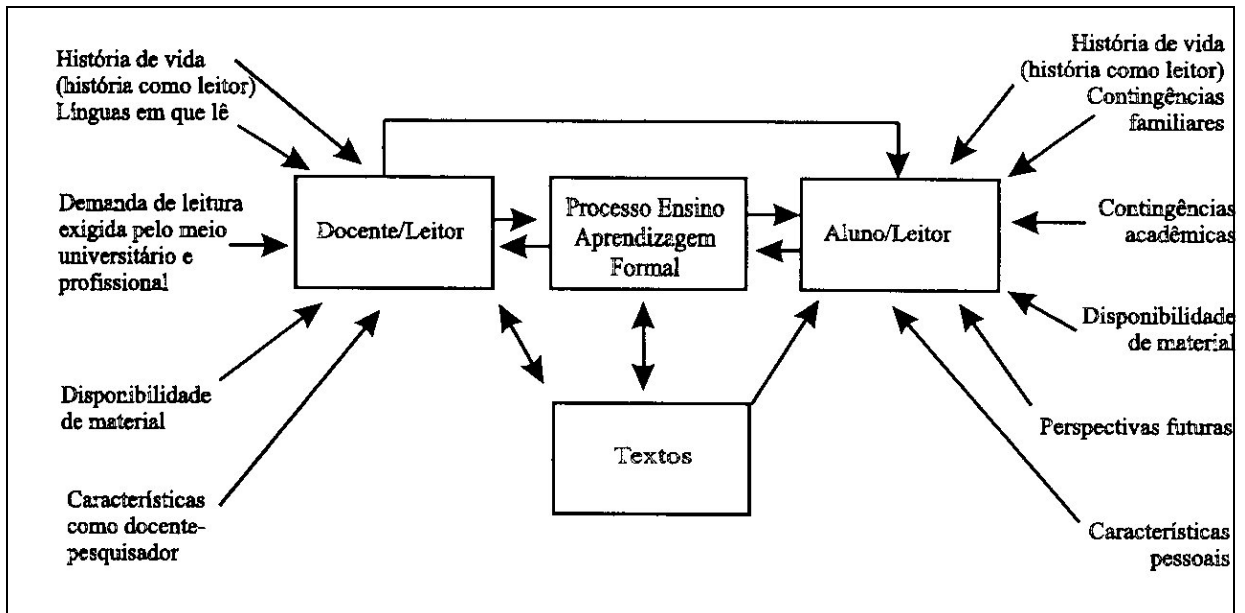 História de vida
(história como leitor)
Línguas em que lê
Demanda de leitura
exigida pelo meio
universitário e
profissional
Disponibilidade
de material
Características
como docente-
pesquisador
Docente/Leitor
Processo Ensino
Aprendizagem
Formal
Textos
Aluno/Leitor
História de vida
(história como leitor)
Contingências
familiares
Contingências
acadêmicas
Disponibilidade
de material
Perspectivas futuras
Características
pessoais